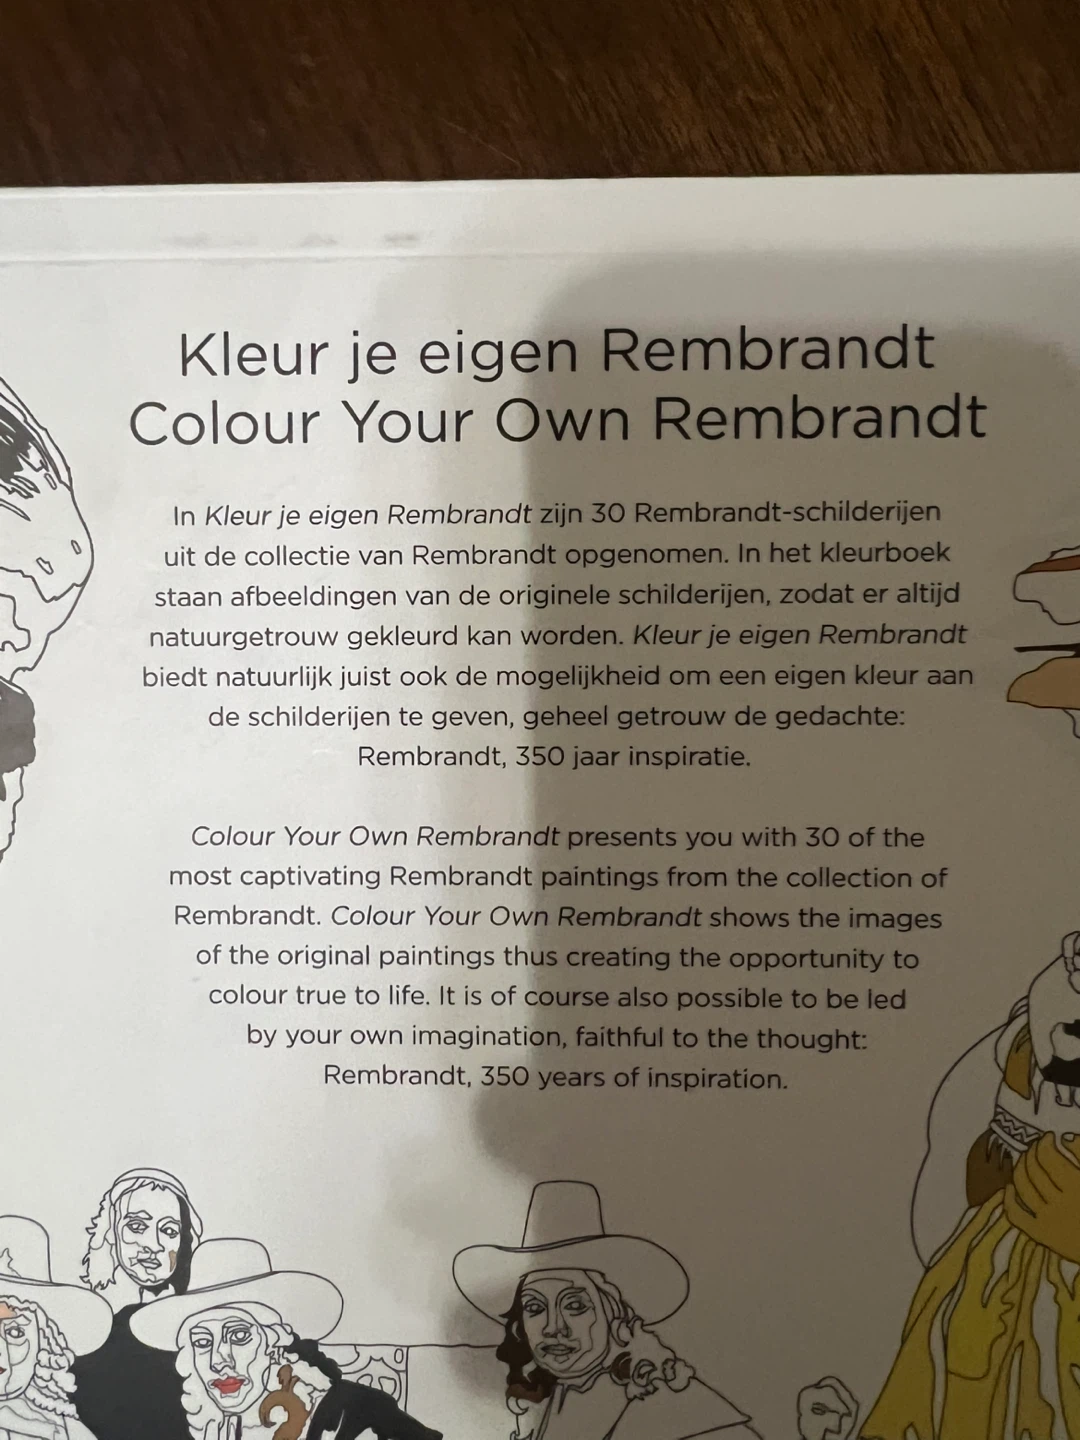 Kleur je eigen Rembrandt
Colour Your Own Rembrandt
In Kleur je eigen Rembrandt zijn 30 Rembrandt-schilderijen
uit de collectie van Rembrandt opgenomen. In het kleurboek
staan afbeeldingen van de originele schilderijen, zodat er altijd
natuurgetrouw gekleurd kan worden. Kleur je eigen Rembrandt
biedt natuurlijk juist ook de mogelijkheid om een eigen kleur aan
de schilderijen te geven, geheel getrouw de gedachte:
Rembrandt, 350 jaar inspiratie.
Colour Your Own Rembrandt presents you with 30 of the
most captivating Rembrandt paintings from the collection of
Rembrandt. Colour Your Own Rembrandt shows the images
of the original paintings thus creating the opportunity to
colour true to life. It is of course also possible to be led
by your own imagination, faithful to the thought:
Rembrandt, 350 years of inspiration.